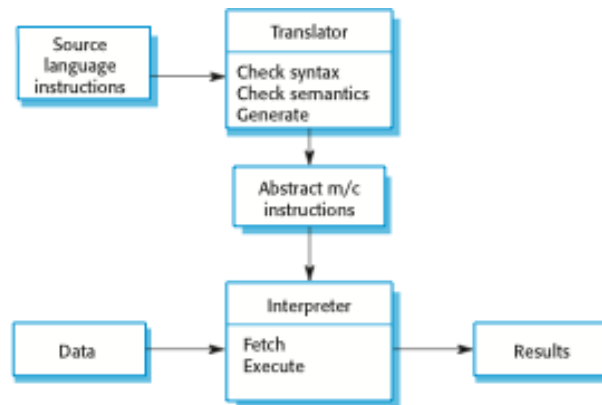 Source
language
instructions
Translator
Check syntax
Check semantics
Generate
Abstract m/c
instructions
Interpreter
Fetch
Execute
Data
Results